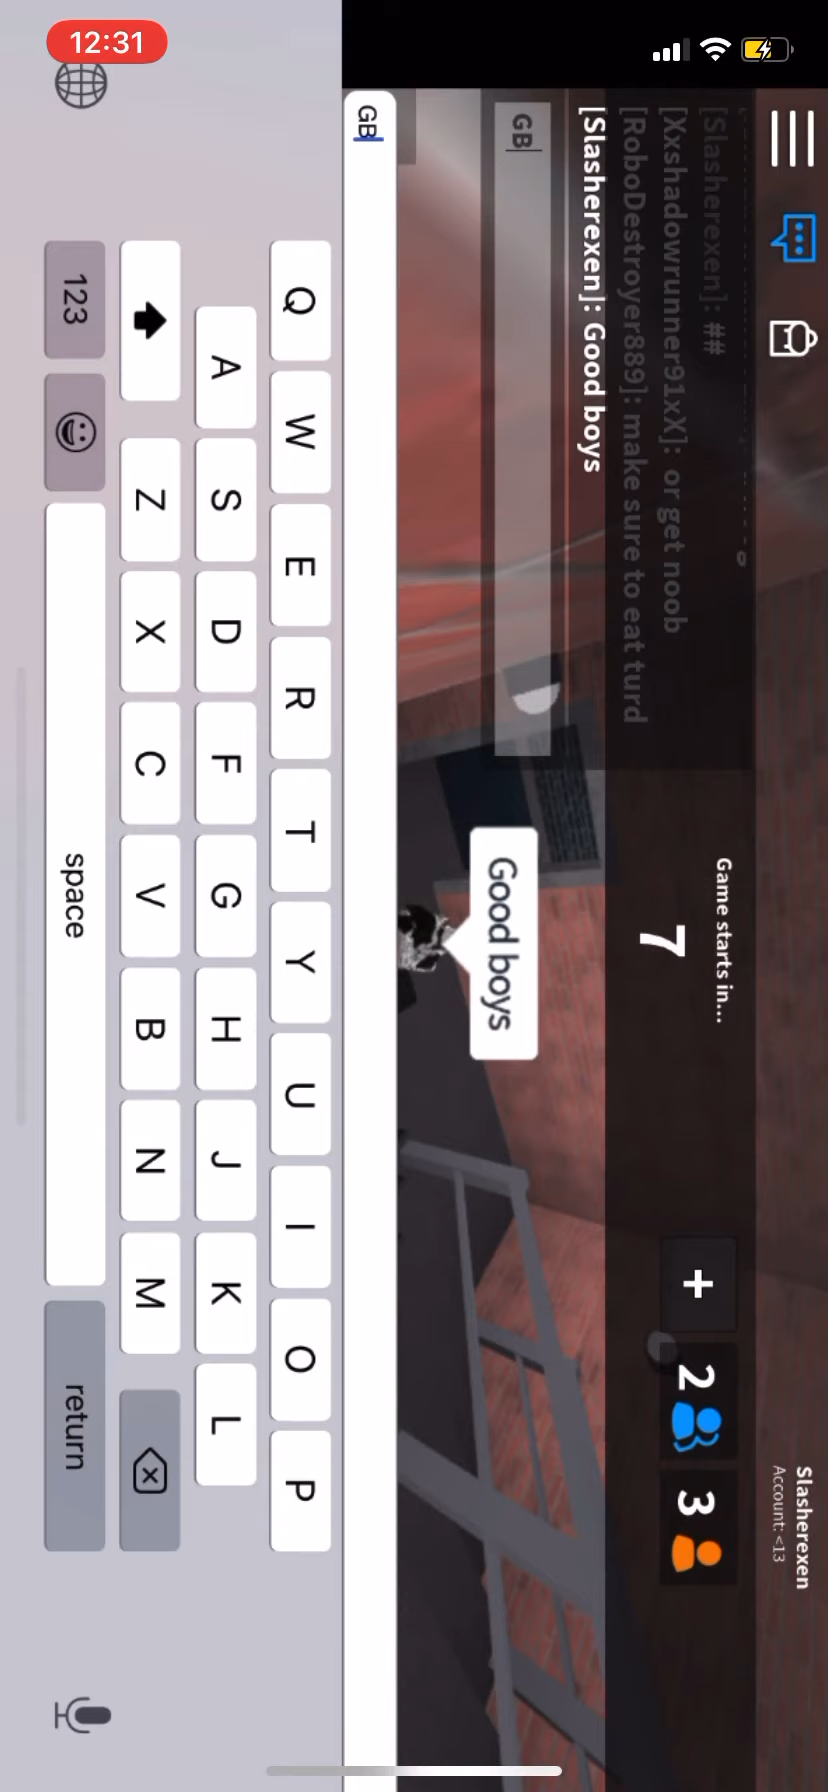 12:31
Slasherexen
Account: <13
[Slasherexen]: ##
[Xxshadowrunner91xX]: or get noob
[RoboDestroyer889]: make sure to eat turd
[Slasherexen]: Good boys
GB
Game starts in...
7
+
2
3
Good boys
GB
Q W E R T Y U I O P
A S D F G H J K L
Z X C V B N M
123
space
return